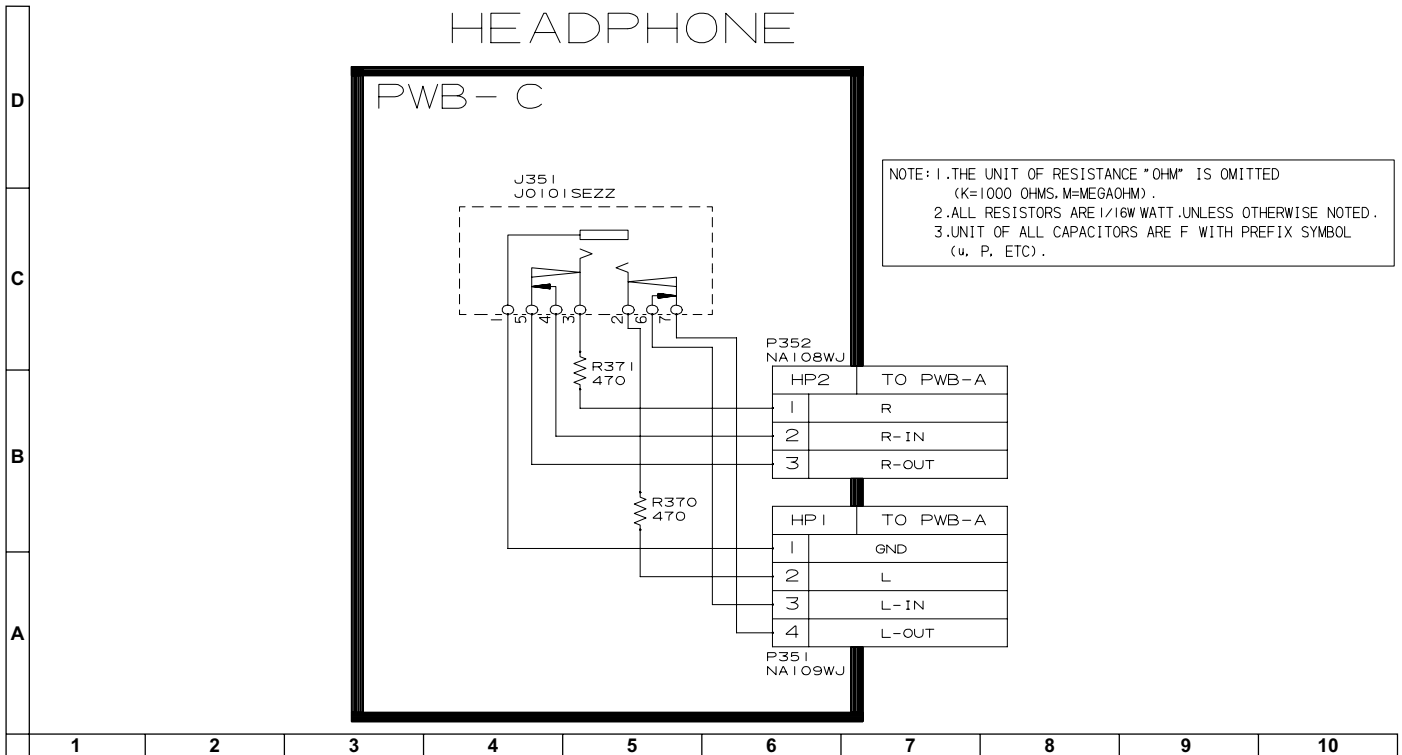 HEADPHONE
D
PWB-C
J351
J0101SEZZ
NOTE: 1.THE UNIT OF RESISTANCE "OHM" IS OMITTED
(K=1000 OHMS, M=MEGAOHM).
2.ALL RESISTORS ARE 1/16W WATT.UNLESS OTHERWISE NOTED.
3.UNIT OF ALL CAPACITORS ARE F WITH PREFIX SYMBOL
(u, P, ETC).
C
1 5 4 3 2 6 7
P352
NA108WJ
R371
470
HP2 TO PWB-A
1 R
2 R-IN
3 R-OUT
B
R370
470
HP1 TO PWB-A
1 GND
2 L
3 L-IN
4 L-OUT
A
P351
NA109WJ
1 2 3 4 5 6 7 8 9 10